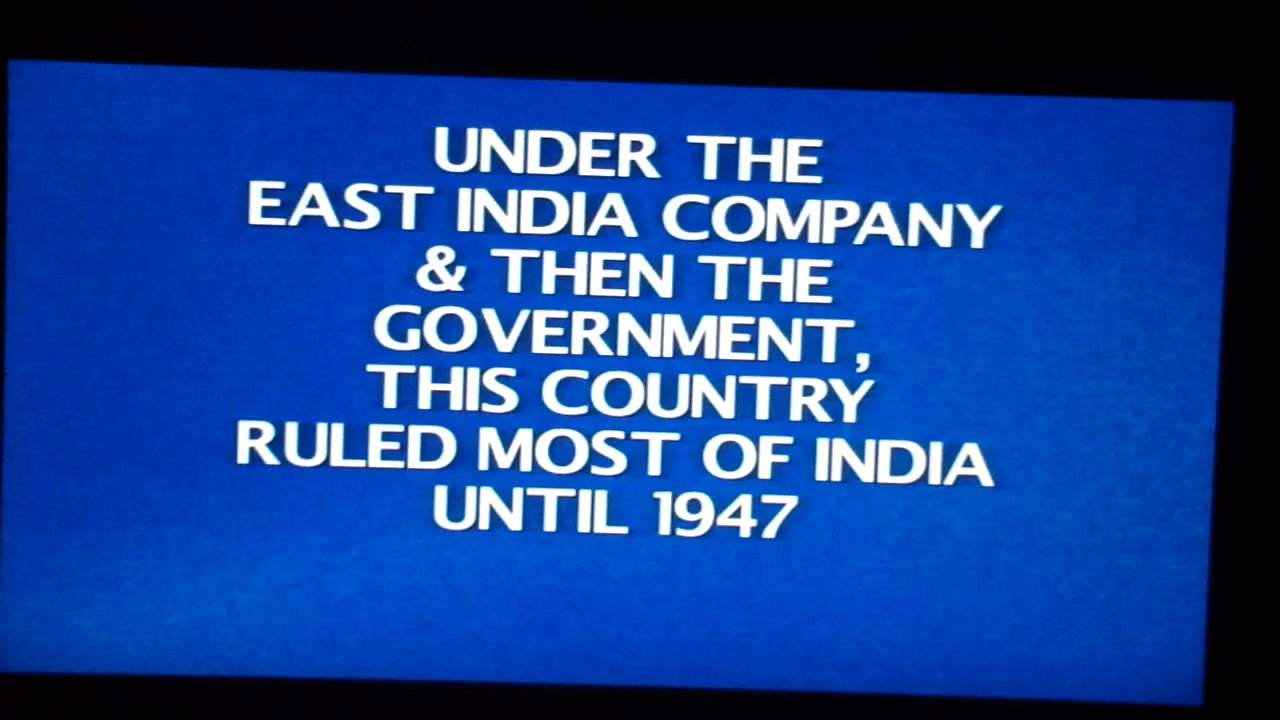 UNDER THE
EAST INDIA COMPANY
& THEN THE
GOVERNMENT,
THIS COUNTRY
RULED MOST OF INDIA
UNTIL 1947